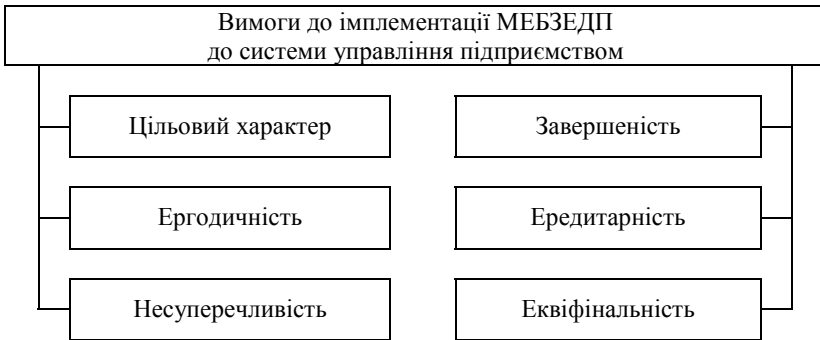 Вимоги до імплементації МЕБЗЕДП
до системи управління підприємством
Цільовий характер
Завершеність
Ергодичність
Ередитарність
Несуперечливість
Еквіфінальність